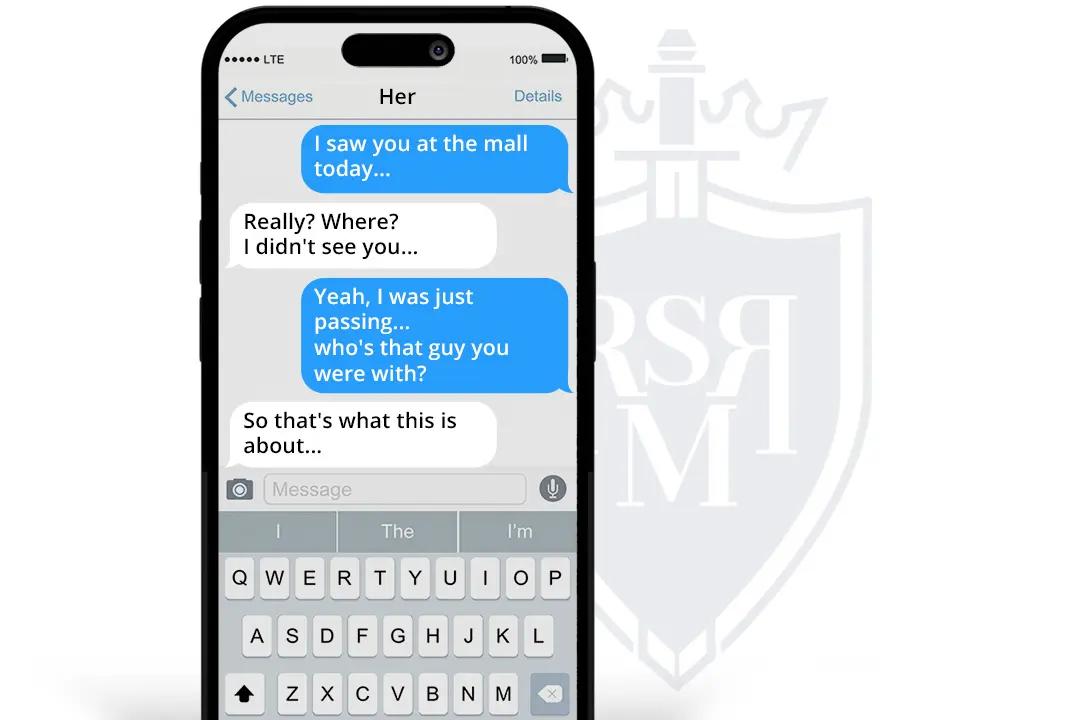 LTE
100%
Messages
Her
Details
I saw you at the mall
today...
Really? Where?
I didn't see you...
Yeah, I was just
passing...
who's that guy you
were with?
So that's what this is
about...
Message
I
The
I'm
Q W E R T Y U I O P
A S D F G H J K L
Z X C V B N M
RSR
M